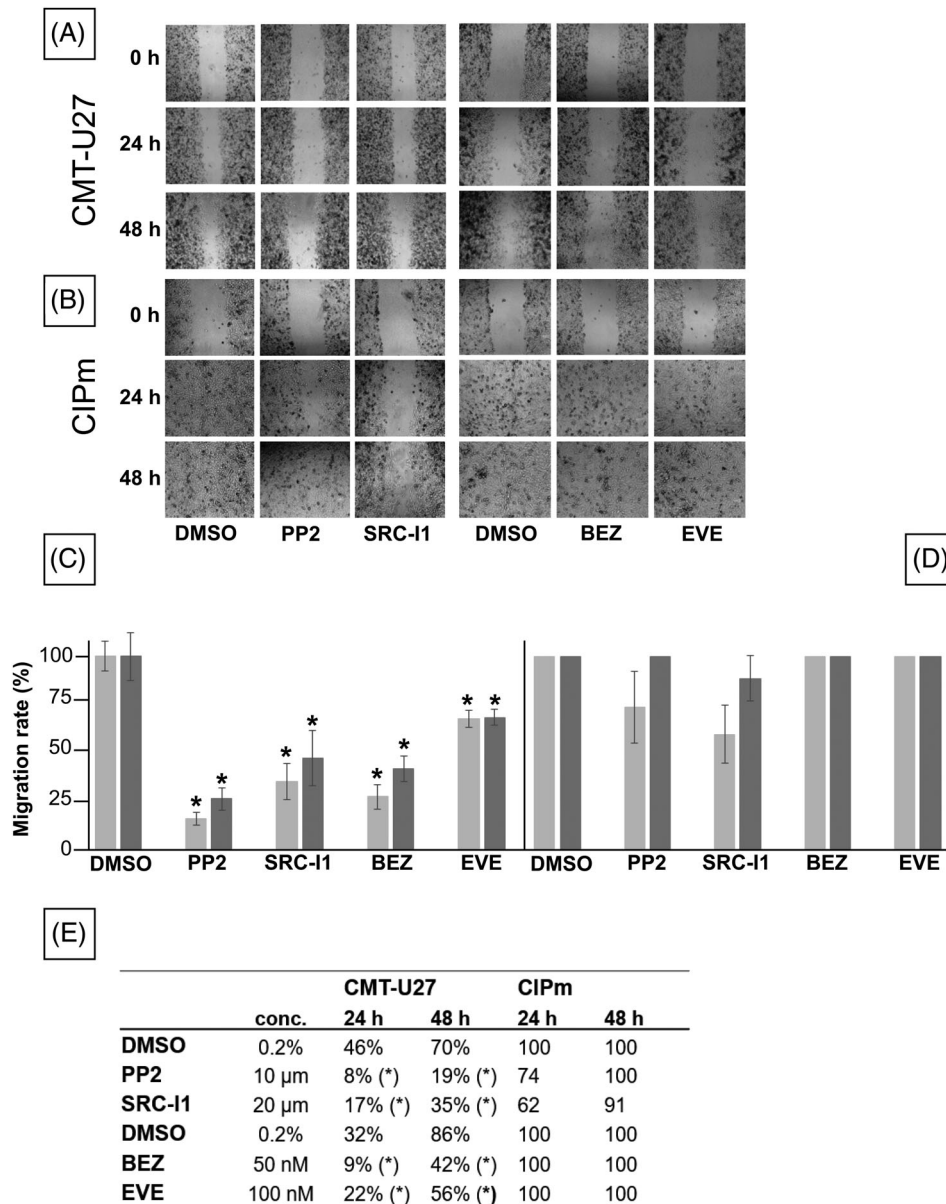 (A)
CMT-U27
0 h
24 h
48 h
(B)
CIPm
0 h
24 h
48 h
DMSO PP2 SRC-I1 DMSO BEZ EVE
(C)
(D)
Migration rate (%)
100
75
50
25
0
* * * * * * * *
DMSO PP2 SRC-I1 BEZ EVE DMSO PP2 SRC-I1 BEZ EVE
(E)
CMT-U27 CIPm
conc. 24 h 48 h 24 h 48 h
DMSO 0.2% 46% 70% 100 100
PP2 10 µm 8% (*) 19% (*) 74 100
SRC-I1 20 µm 17% (*) 35% (*) 62 91
DMSO 0.2% 32% 86% 100 100
BEZ 50 nM 9% (*) 42% (*) 100 100
EVE 100 nM 22% (*) 56% (*) 100 100